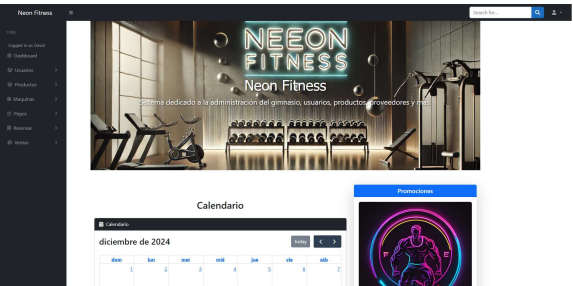 Neon Fitness
Search for...
Logged in as: David
Dashboard
Usuarios
Productos
Maquinas
Pagos
Reservas
Ventas
NEEON
FITNESS
Neon Fitness
Sistema dedicado a la administración del gimnasio, usuarios, productos, proveedores y más.
Calendario
Promociones
Calendario
diciembre de 2024
today
dom lun mar mié jue vie sáb
1 2 3 4 5 6 7